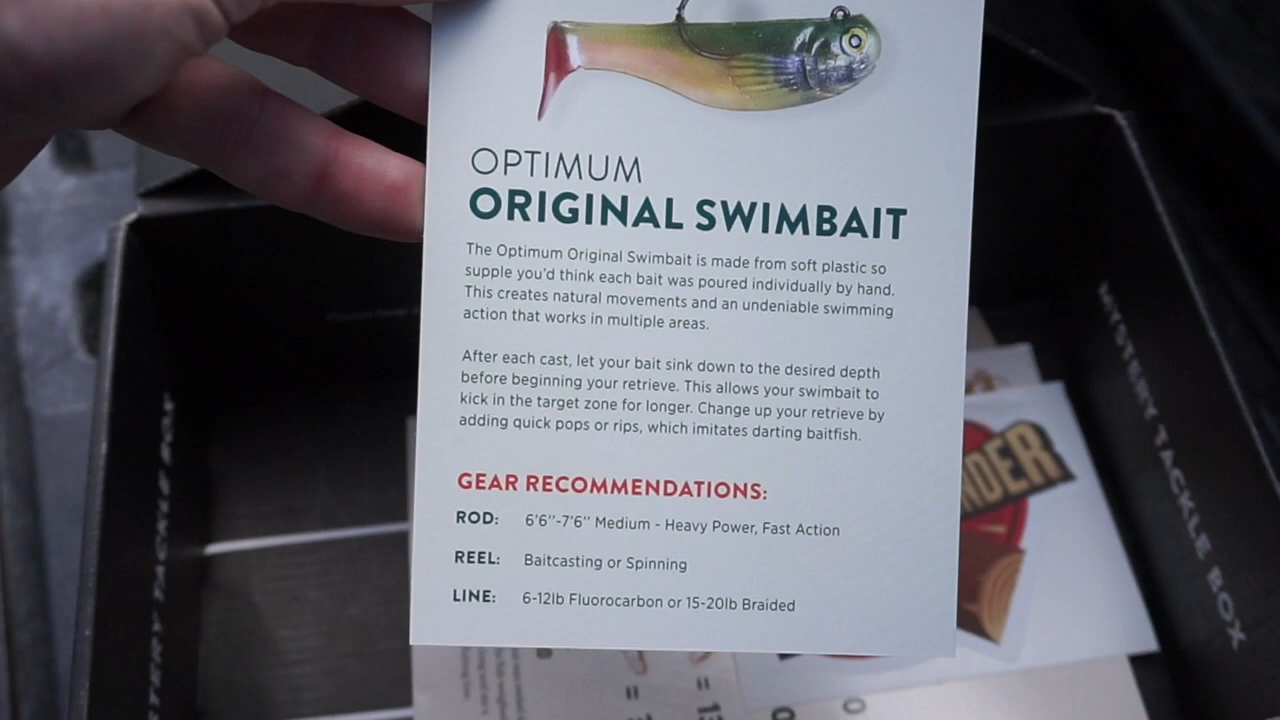 OPTIMUM
ORIGINAL SWIMBAIT
The Optimum Original Swimbait is made from soft plastic so
supple you'd think each bait was poured individually by hand.
This creates natural movements and an undeniable swimming
action that works in multiple areas.
After each cast, let your bait sink down to the desired depth
before beginning your retrieve. This allows your swimbait to
kick in the target zone for longer. Change up your retrieve by
adding quick pops or rips, which imitates darting baitfish.
GEAR RECOMMENDATIONS:
ROD: 6'6''-7'6'' Medium - Heavy Power, Fast Action
REEL: Baitcasting or Spinning
LINE: 6-12lb Fluorocarbon or 15-20lb Braided
MYSTERY TACKLE BOX
TERY TACKLE BOX
NDER